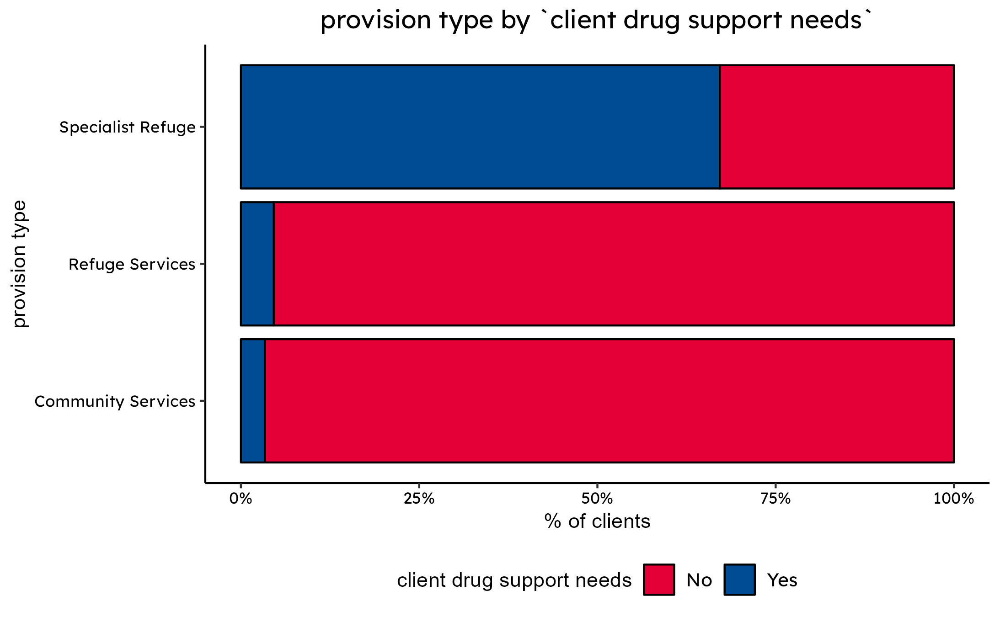 provision type by `client drug support needs`
provision type
Specialist Refuge
Refuge Services
Community Services
0% 25% 50% 75% 100%
% of clients
client drug support needs No Yes